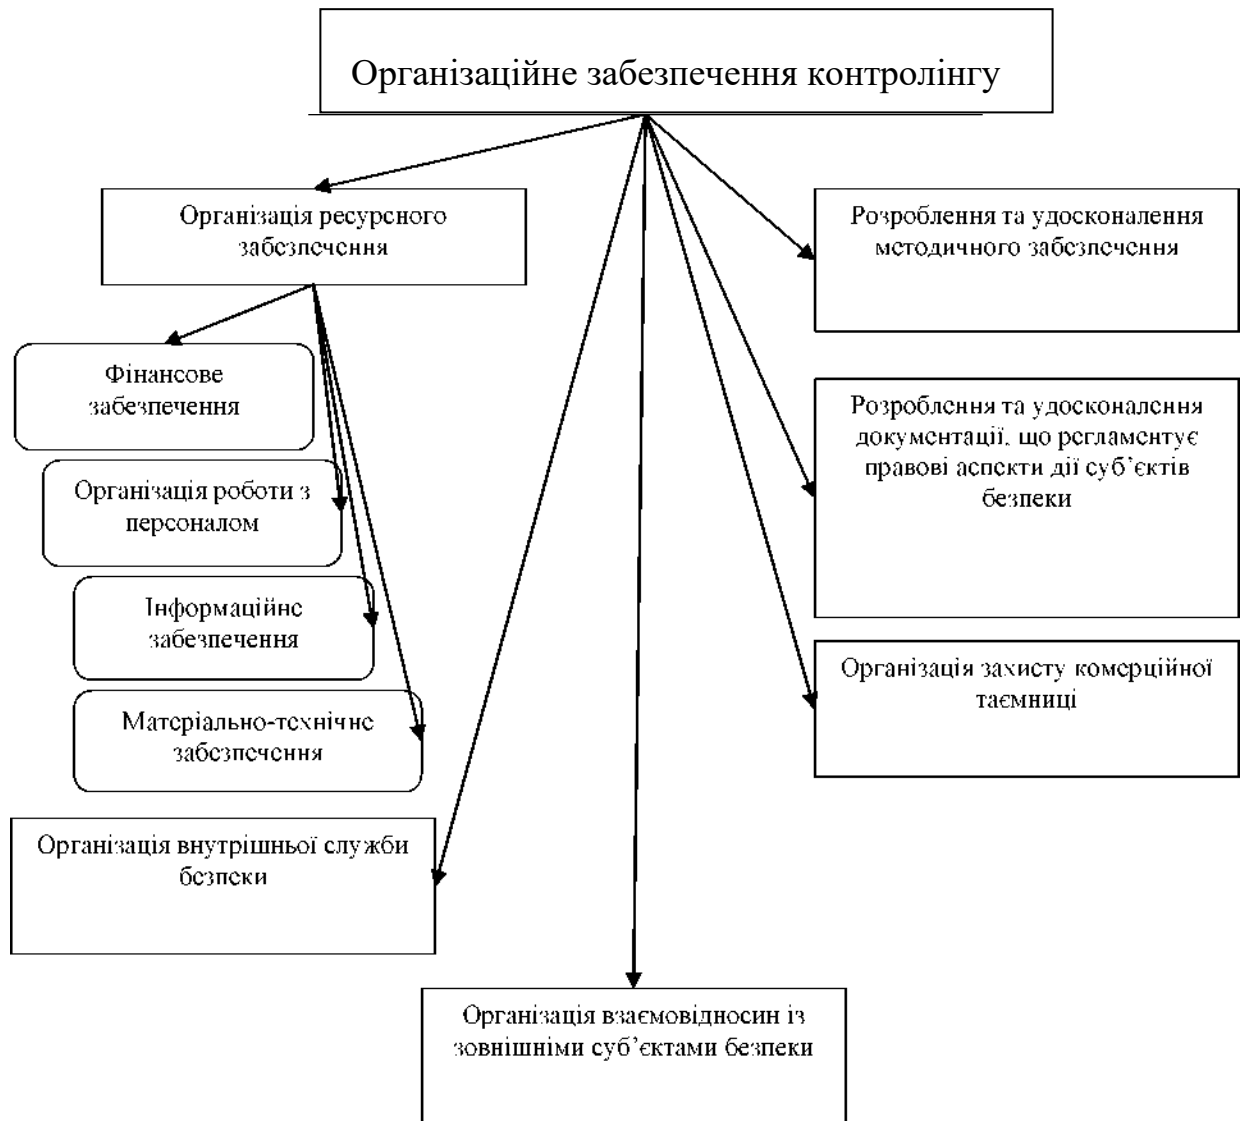 Організаційне забезпечення контролінгу
Організація ресурсного
забезпечення
Фінансове
забезпечення
Організація роботи з
персоналом
Інформаційне
забезпечення
Матеріально-технічне
забезпечення
Організація внутрішньої служби
безпеки
Організація взаємовідносин із
зовнішніми суб’єктами безпеки
Розроблення та удосконалення
методичного забезпечення
Розроблення та удосконалення
документації, що регламентує
правові аспекти дії суб’єктів
безпеки
Організація захисту комерційної
таємниці